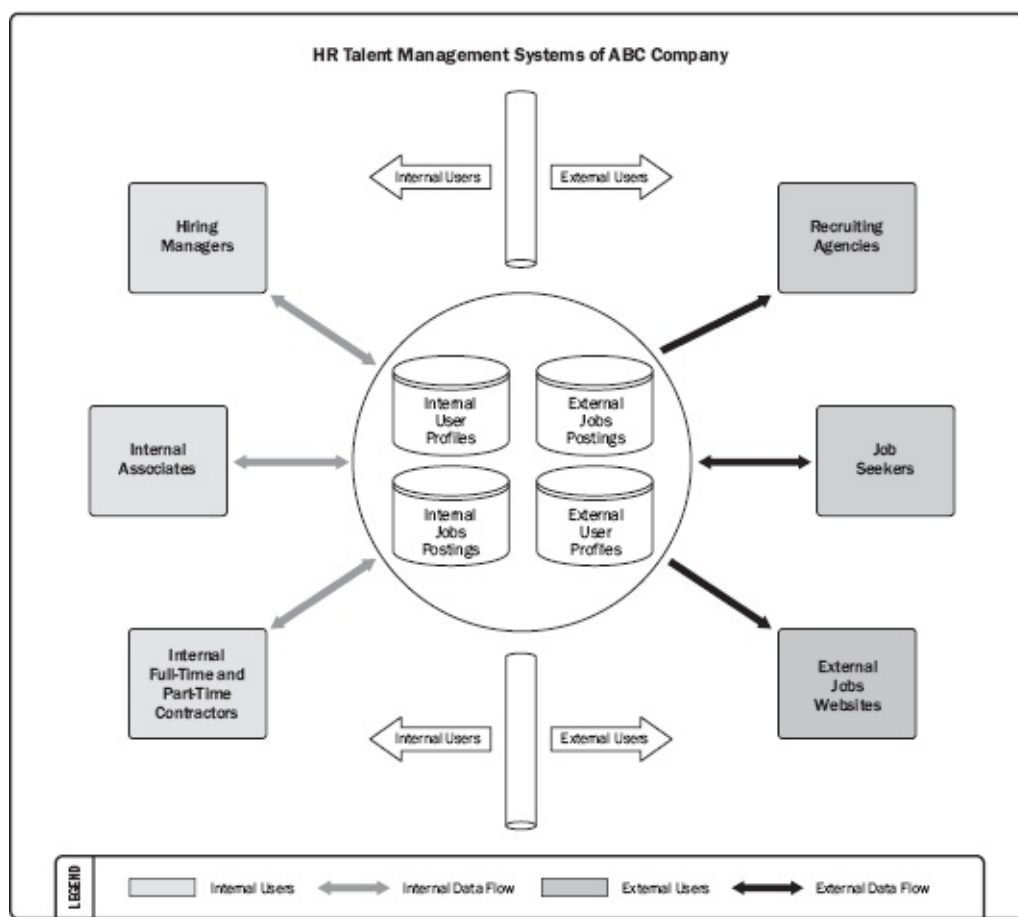 HR Talent Management Systems of ABC Company
Internal Users
External Users
Hiring
Managers
Recruiting
Agencies
Internal
User
Profiles
External
Jobs
Postings
Internal
Associates
Job
Seekers
Internal
Jobs
Postings
External
User
Profiles
Internal
Full-Time and
Part-Time
Contractors
External
Jobs
Websites
Internal Users
External Users
LEGEND
Internal Users
Internal Data Flow
External Users
External Data Flow